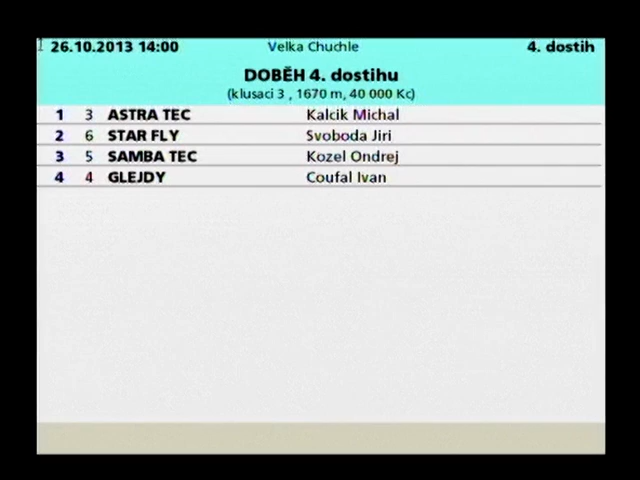 1 26.10.2013 14:00 Velka Chuchle 4. dostih
DOBĚH 4. dostihu
(klusaci 3 , 1670 m, 40 000 Kc)
1 3 ASTRA TEC Kalcik Michal
2 6 STAR FLY Svoboda Jiri
3 5 SAMBA TEC Kozel Ondrej
4 4 GLEJDY Coufal Ivan